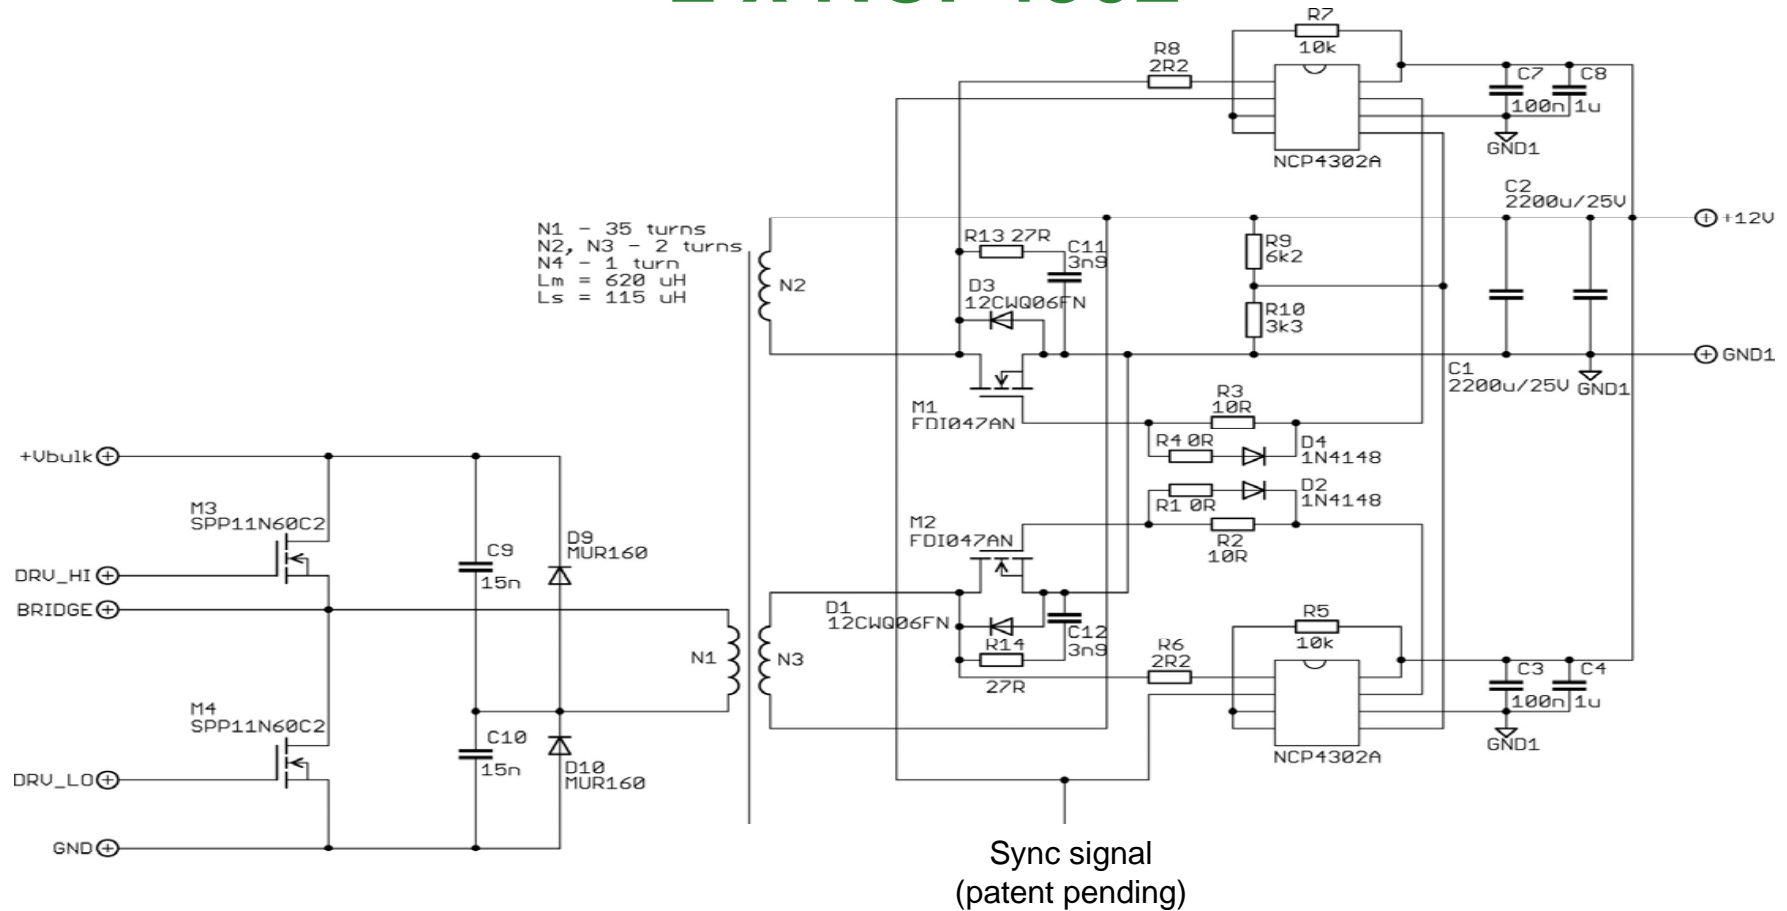 R7
10k
R8
2R2
C7
C8
100n
1u
GND1
NCP4302A
C2
2200u/25V
+12V
N1 - 35 turns
N2, N3 - 2 turns
N4 - 1 turn
Lm = 620 uH
Ls = 115 uH
N2
R13 27R
C11
3n9
D3
12CWQ06FN
R9
6k2
R10
3k3
GND1
C1
2200u/25V
GND1
M1
FDI047AN
R3
10R
R4 0R
D4
1N4148
+Vbulk
D2
1N4148
R1 0R
M3
SPP11N60C2
M2
FDI047AN
R2
10R
C9
15n
D9
MUR160
DRV_HI
BRIDGE
D1
12CWQ06FN
C12
3n9
R14
27R
R6
2R2
R5
10k
N1
N3
C3
C4
100n
1u
GND1
NCP4302A
M4
SPP11N60C2
C10
15n
D10
MUR160
DRV_LO
GND
Sync signal
(patent pending)